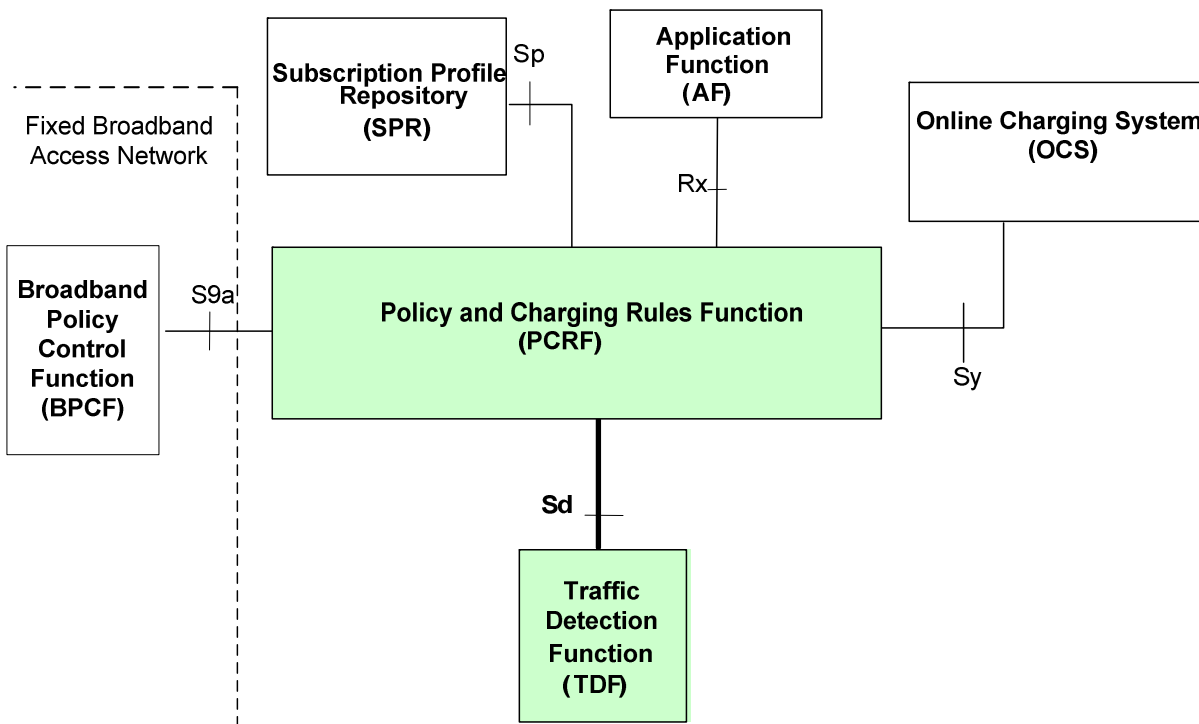 Sp
Subscription Profile
Repository
(SPR)
Application
Function
(AF)
Online Charging System
(OCS)
Fixed Broadband
Access Network
Rx
Broadband
Policy
Control
Function
(BPCF)
S9a
Policy and Charging Rules Function
(PCRF)
Sy
Sd
Traffic
Detection
Function
(TDF)